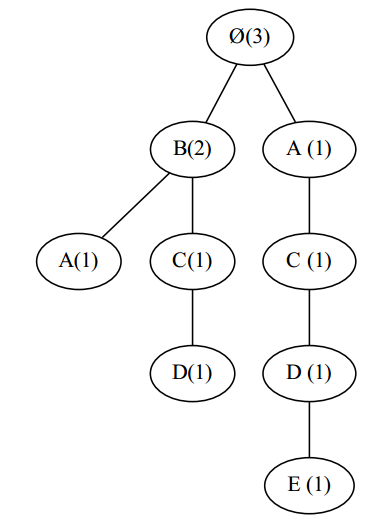 Ø(3)
B(2)
A (1)
A(1)
C(1)
C (1)
D(1)
D (1)
E (1)